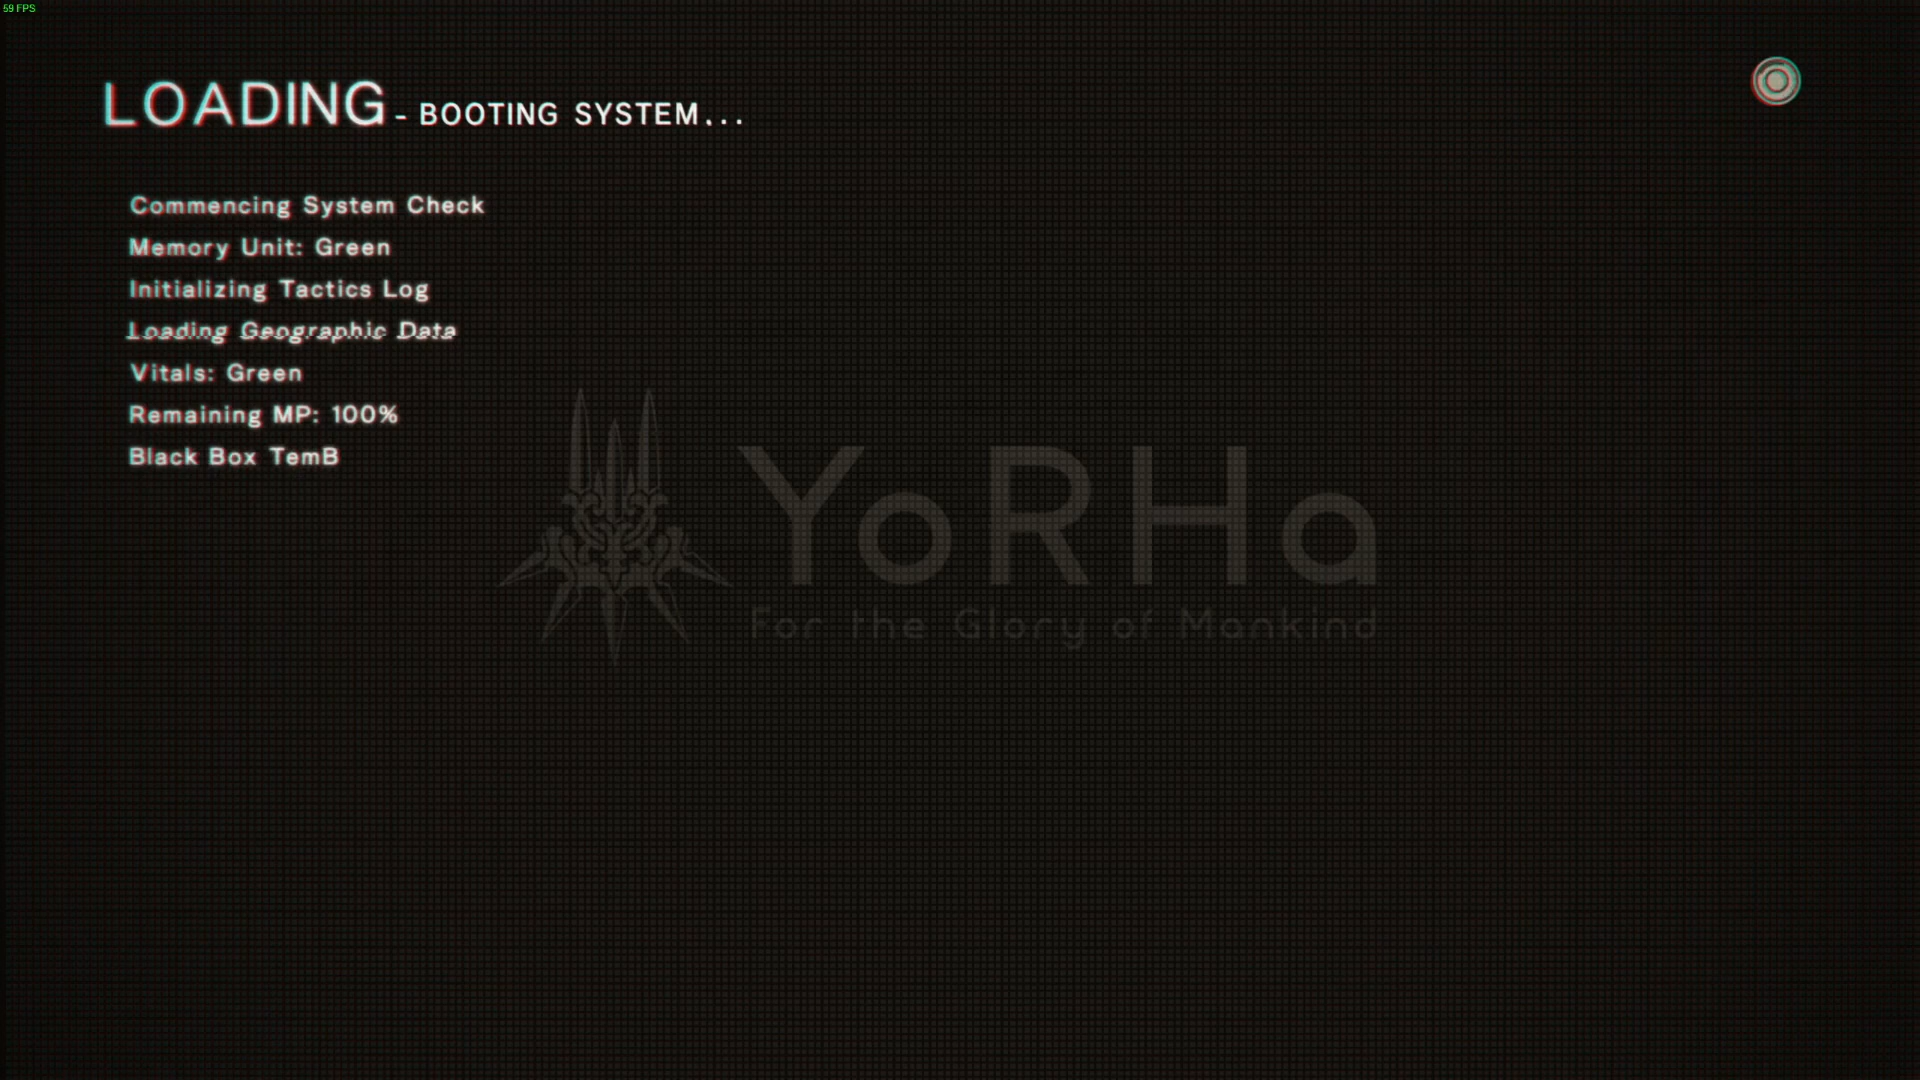 59 FPS
LOADING - BOOTING SYSTEM...
Commencing System Check
Memory Unit: Green
Initializing Tactics Log
Loading Geographic Data
Vitals: Green
Remaining MP: 100%
Black Box TemB
YoRHa
For the Glory of Mankind